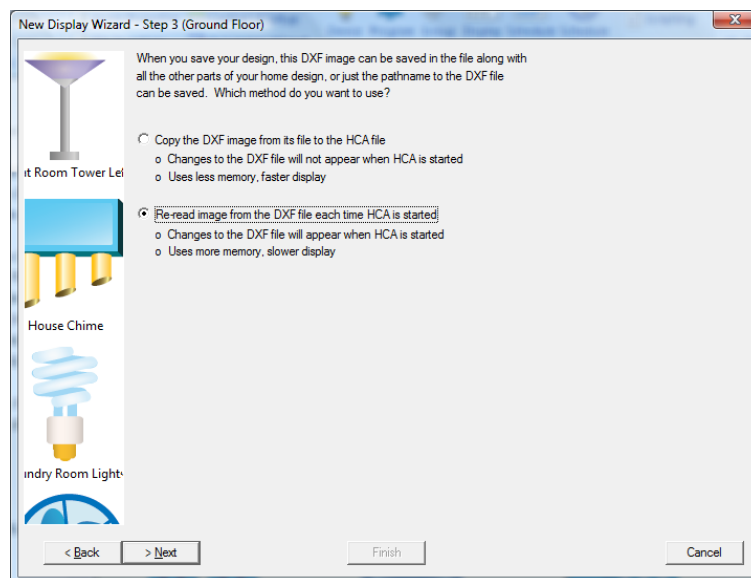 New Display Wizard - Step 3 (Ground Floor)
When you save your design, this DXF image can be saved in the file along with
all the other parts of your home design, or just the pathname to the DXF file
can be saved. Which method do you want to use?
Copy the DXF image from its file to the HCA file
o Changes to the DXF file will not appear when HCA is started
o Uses less memory, faster display
Re-read image from the DXF file each time HCA is started
o Changes to the DXF file will appear when HCA is started
o Uses more memory, slower display
Room Tower
House Chime
Room Light
< Back
> Next
Finish
Cancel